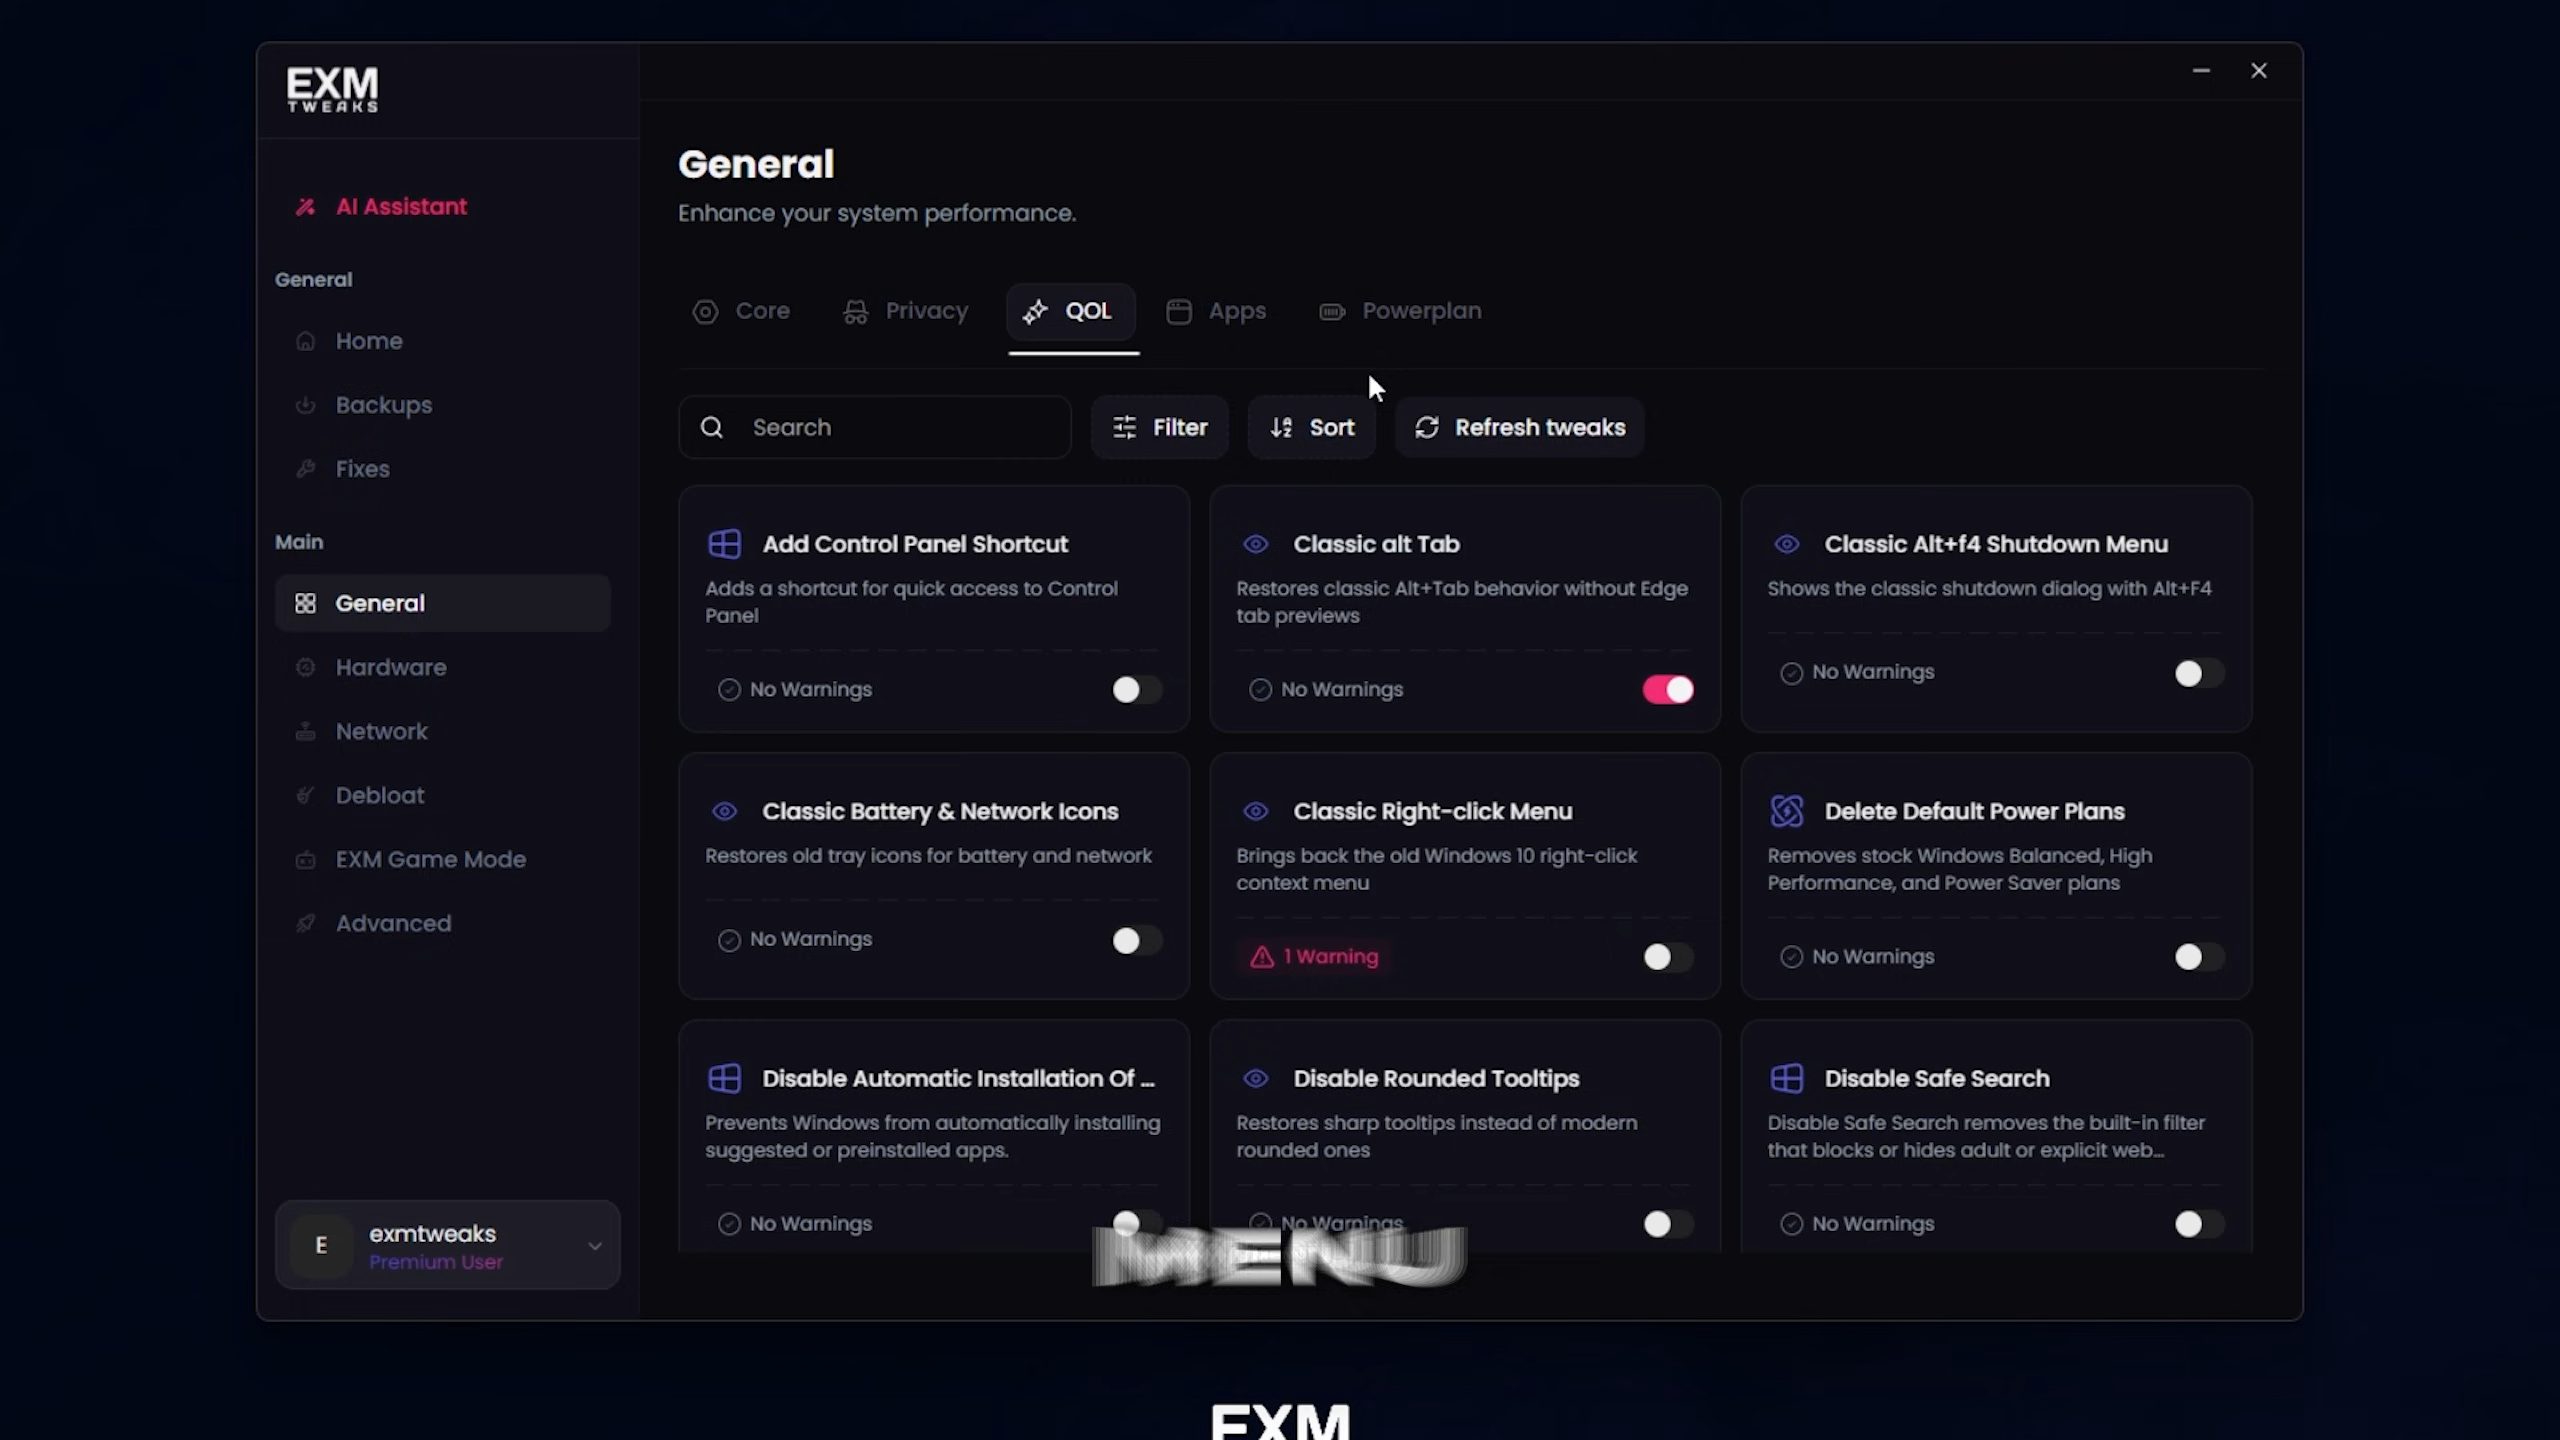 EXM
TWEAKS
AI Assistant
General
Home
Backups
Fixes
Main
General
Hardware
Network
Debloat
EXM Game Mode
Advanced
E
exmtweaks
Premium User
General
Enhance your system performance.
Core
Privacy
QOL
Apps
Powerplan
Search
Filter
Sort
Refresh tweaks
Add Control Panel Shortcut
Adds a shortcut for quick access to Control
Panel
No Warnings
Classic alt Tab
Restores classic Alt+Tab behavior without Edge
tab previews
No Warnings
Classic Alt+f4 Shutdown Menu
Shows the classic shutdown dialog with Alt+F4
No Warnings
Classic Battery & Network Icons
Restores old tray icons for battery and network
No Warnings
Classic Right-click Menu
Brings back the old Windows 10 right-click
context menu
1 Warning
Delete Default Power Plans
Removes stock Windows Balanced, High
Performance, and Power Saver plans
No Warnings
Disable Automatic Installation Of ...
Prevents Windows from automatically installing
suggested or preinstalled apps.
No Warnings
Disable Rounded Tooltips
Restores sharp tooltips instead of modern
rounded ones
No Warnings
Disable Safe Search
Disable Safe Search removes the built-in filter
that blocks or hides adult or explicit web...
No Warnings
MENU
EXM